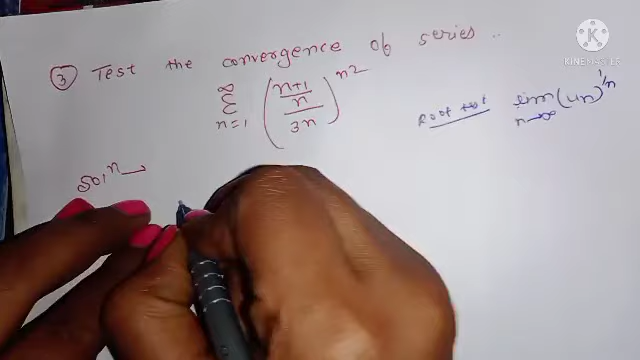 ③ Test the convergence of series..
∞ Σ n=1 ( (n+1)/n / 3n )^n2
Root test lim n→∞ (un)^1/n
Solⁿ→
KINEMASTER